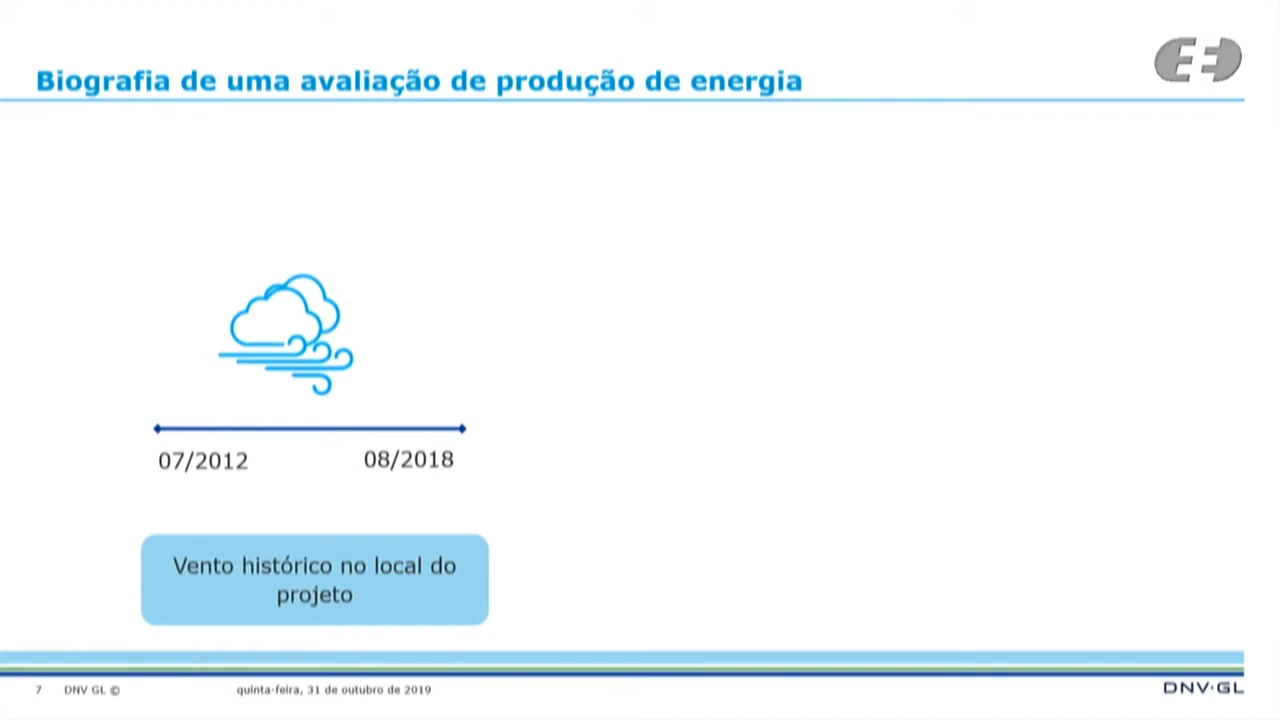 Biografia de uma avaliação de produção de energia
07/2012
08/2018
Vento histórico no local do
projeto
7 DNV GL © quinta-feira, 31 de outubro de 2019
DNV·GL